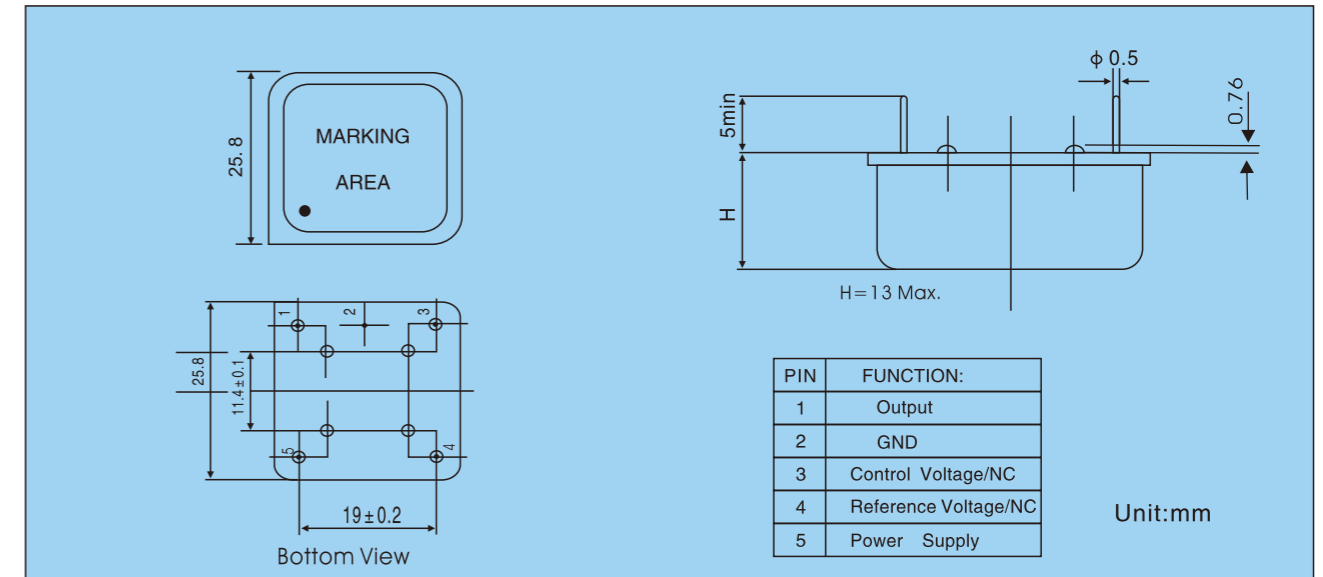 25.8
MARKING
AREA
ϕ 0.5
5min
0.76
H
H=13 Max.
1
2
3
25.8
11.4±0.1
5
4
19±0.2
Bottom View
PIN FUNCTION:
1 Output
2 GND
3 Control Voltage/NC
4 Reference Voltage/NC
5 Power Supply
Unit:mm